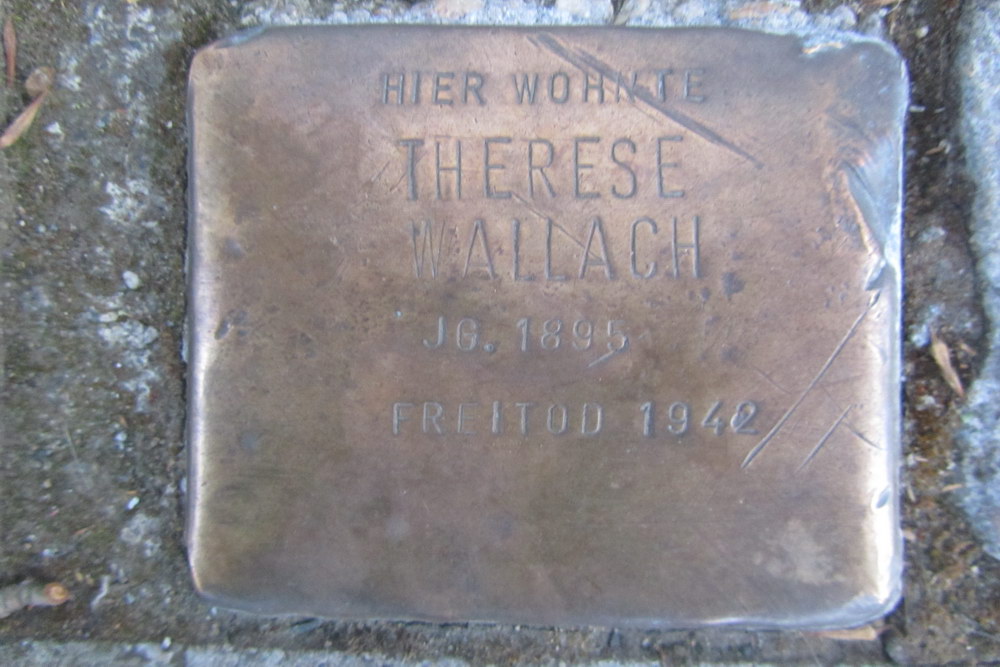 HIER WOHNTE
THERESE
WALLACH
JG. 1895
FREITOD 1942